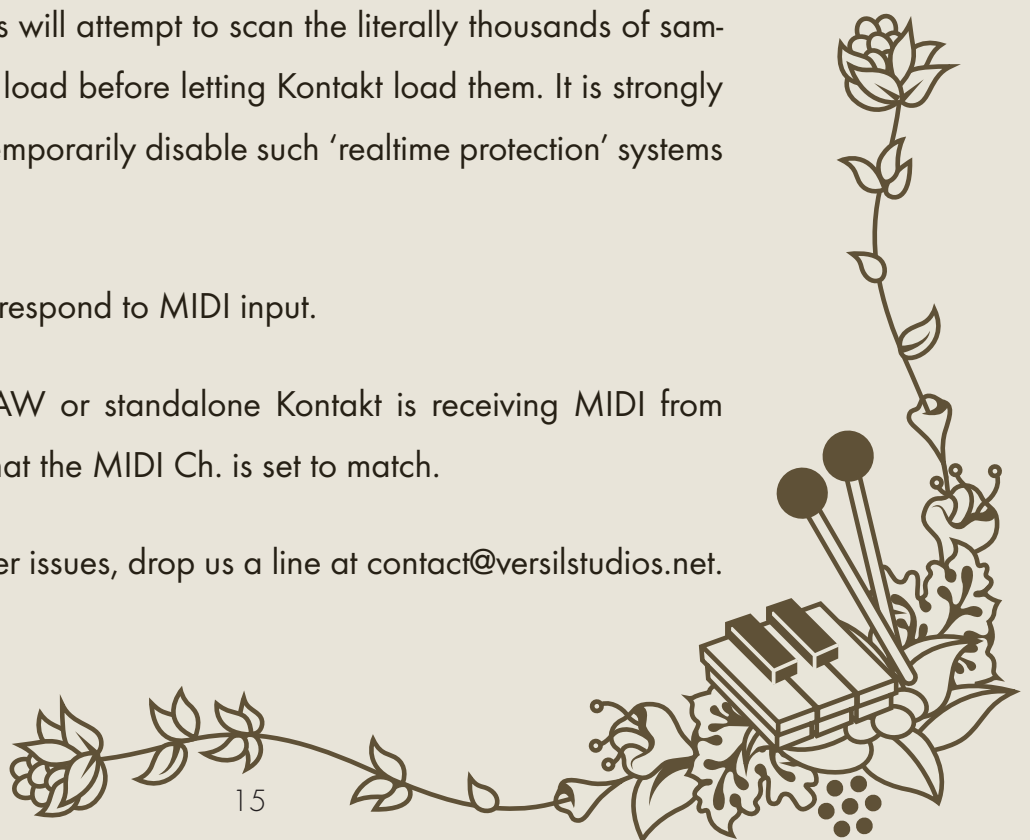 s will attempt to scan the literally thousands of sam-
load before letting Kontakt load them. It is strongly
emporarily disable such ‘realtime protection’ systems
respond to MIDI input.
AW or standalone Kontakt is receiving MIDI from
hat the MIDI Ch. is set to match.
er issues, drop us a line at contact@versilstudios.net.
15